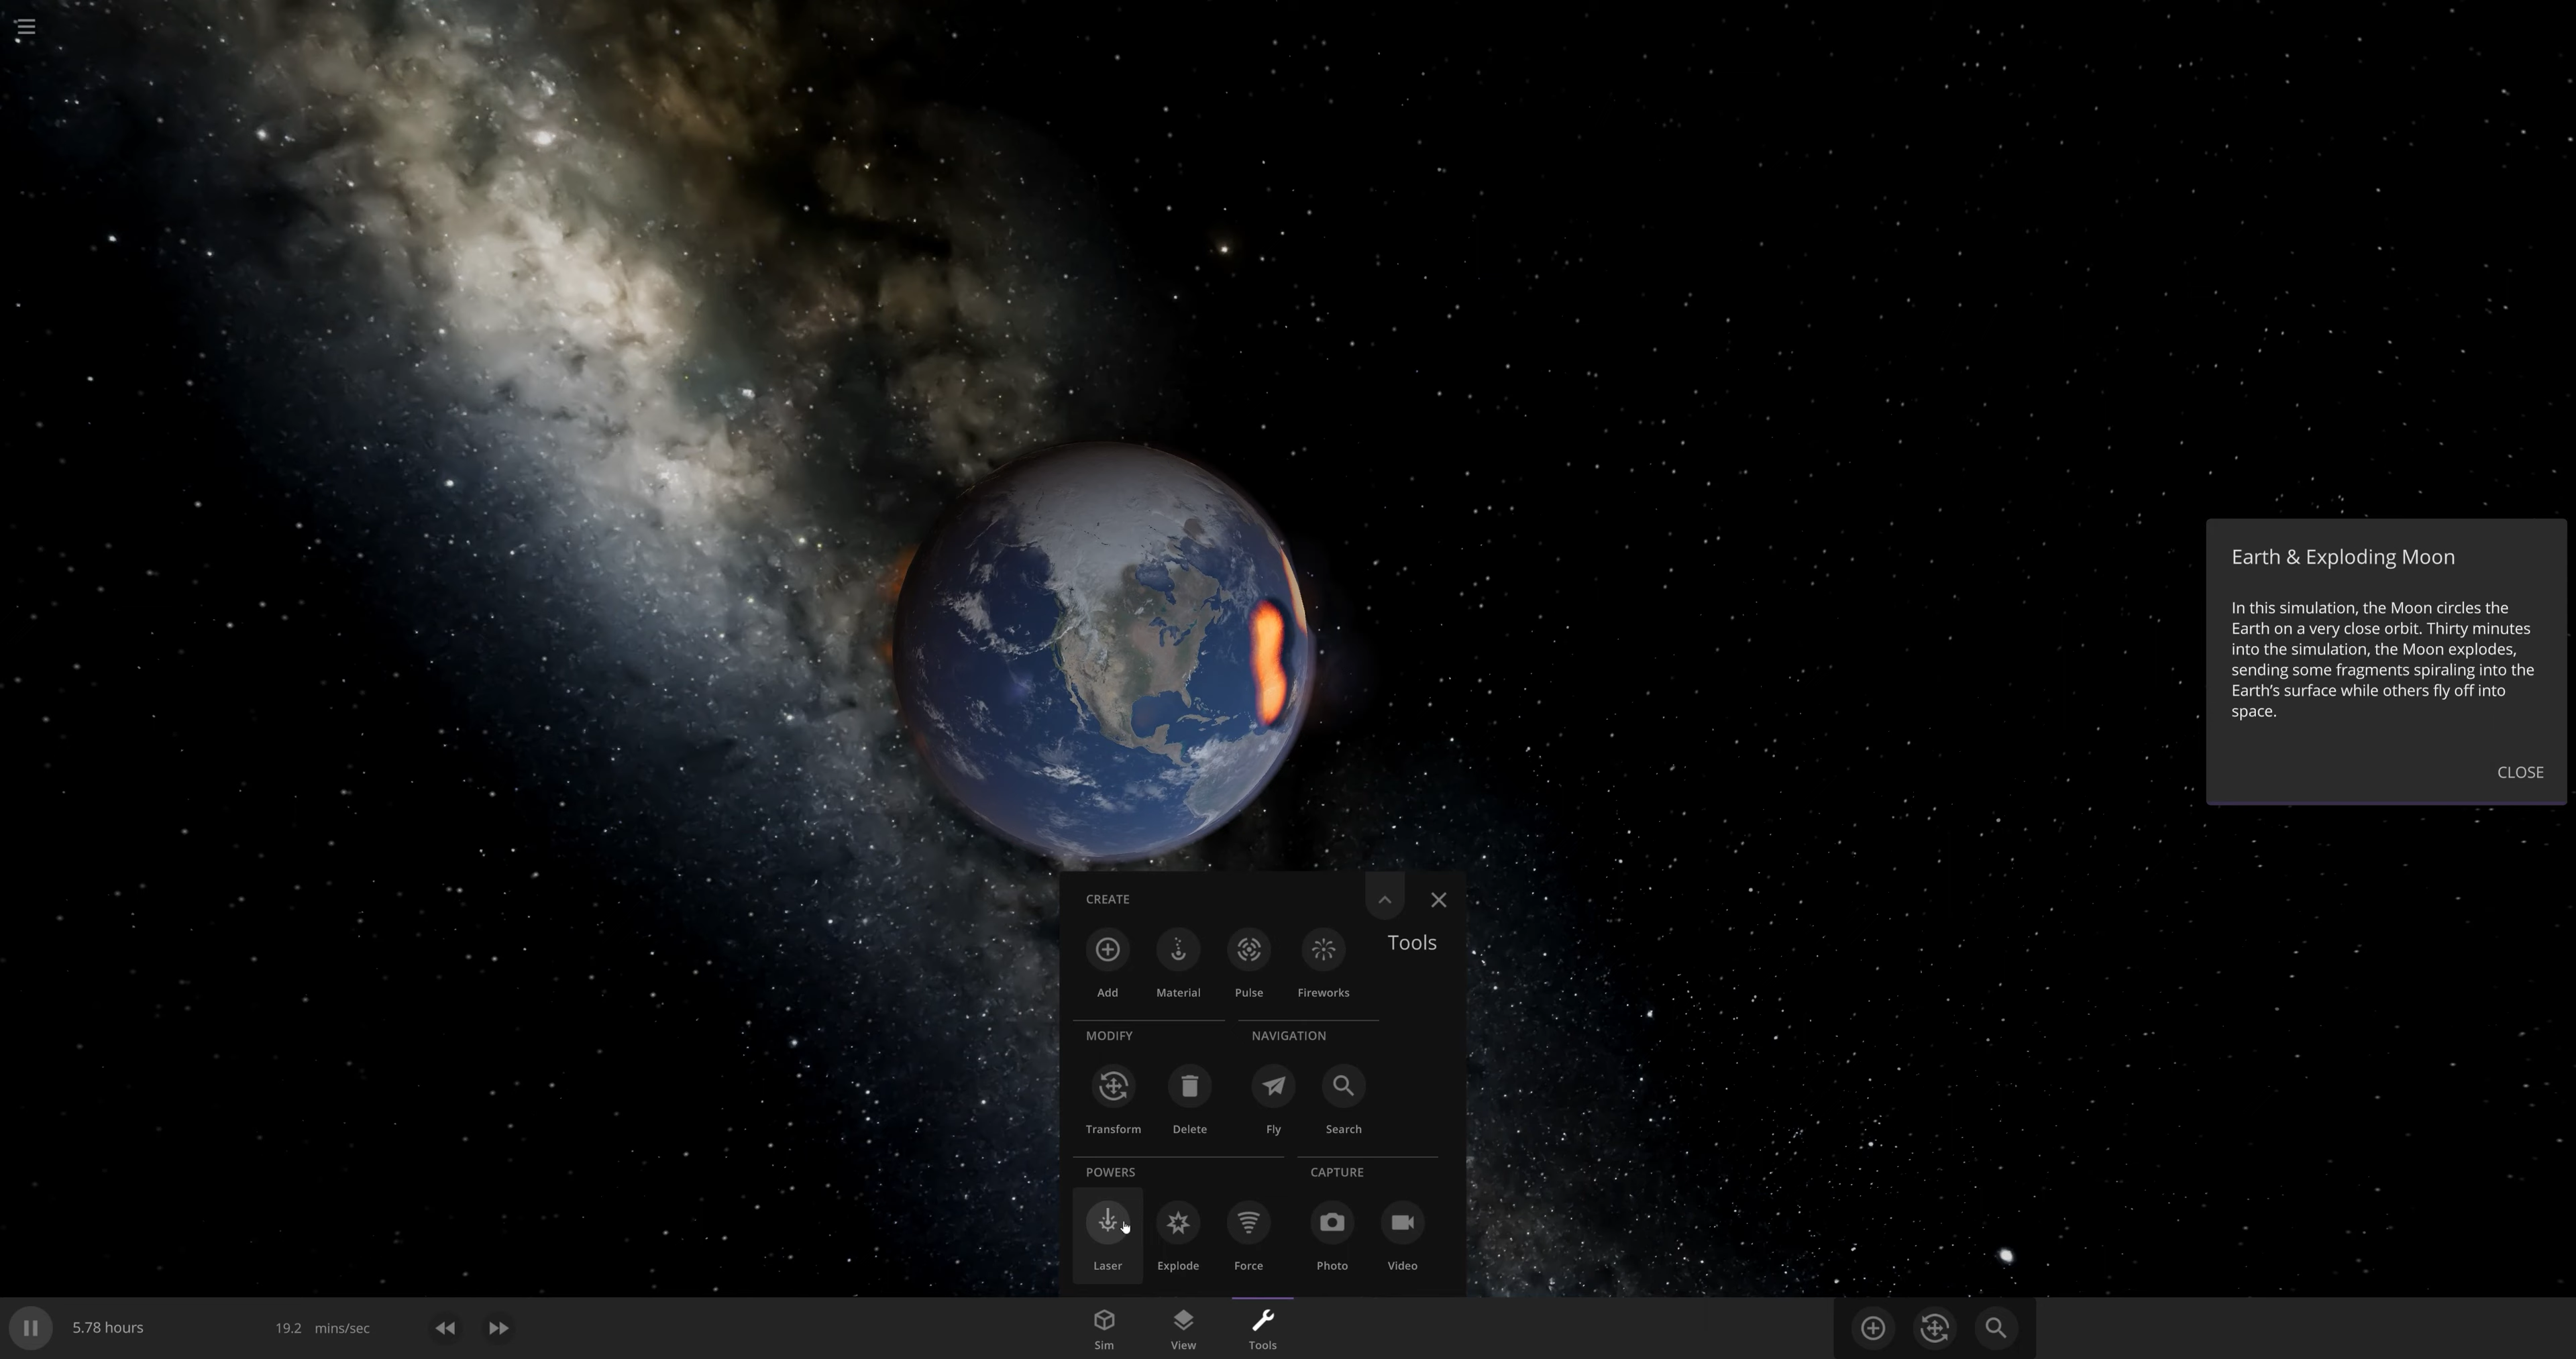 Earth & Exploding Moon
In this simulation, the Moon circles the
Earth on a very close orbit. Thirty minutes
into the simulation, the Moon explodes,
sending some fragments spiraling into the
Earth’s surface while others fly off into
space.
CLOSE
CREATE
Tools
Add Material Pulse Fireworks
MODIFY NAVIGATION
Transform Delete Fly Search
POWERS CAPTURE
Laser Explode Force Photo Video
5.78 hours 19.2 mins/sec
Sim View Tools